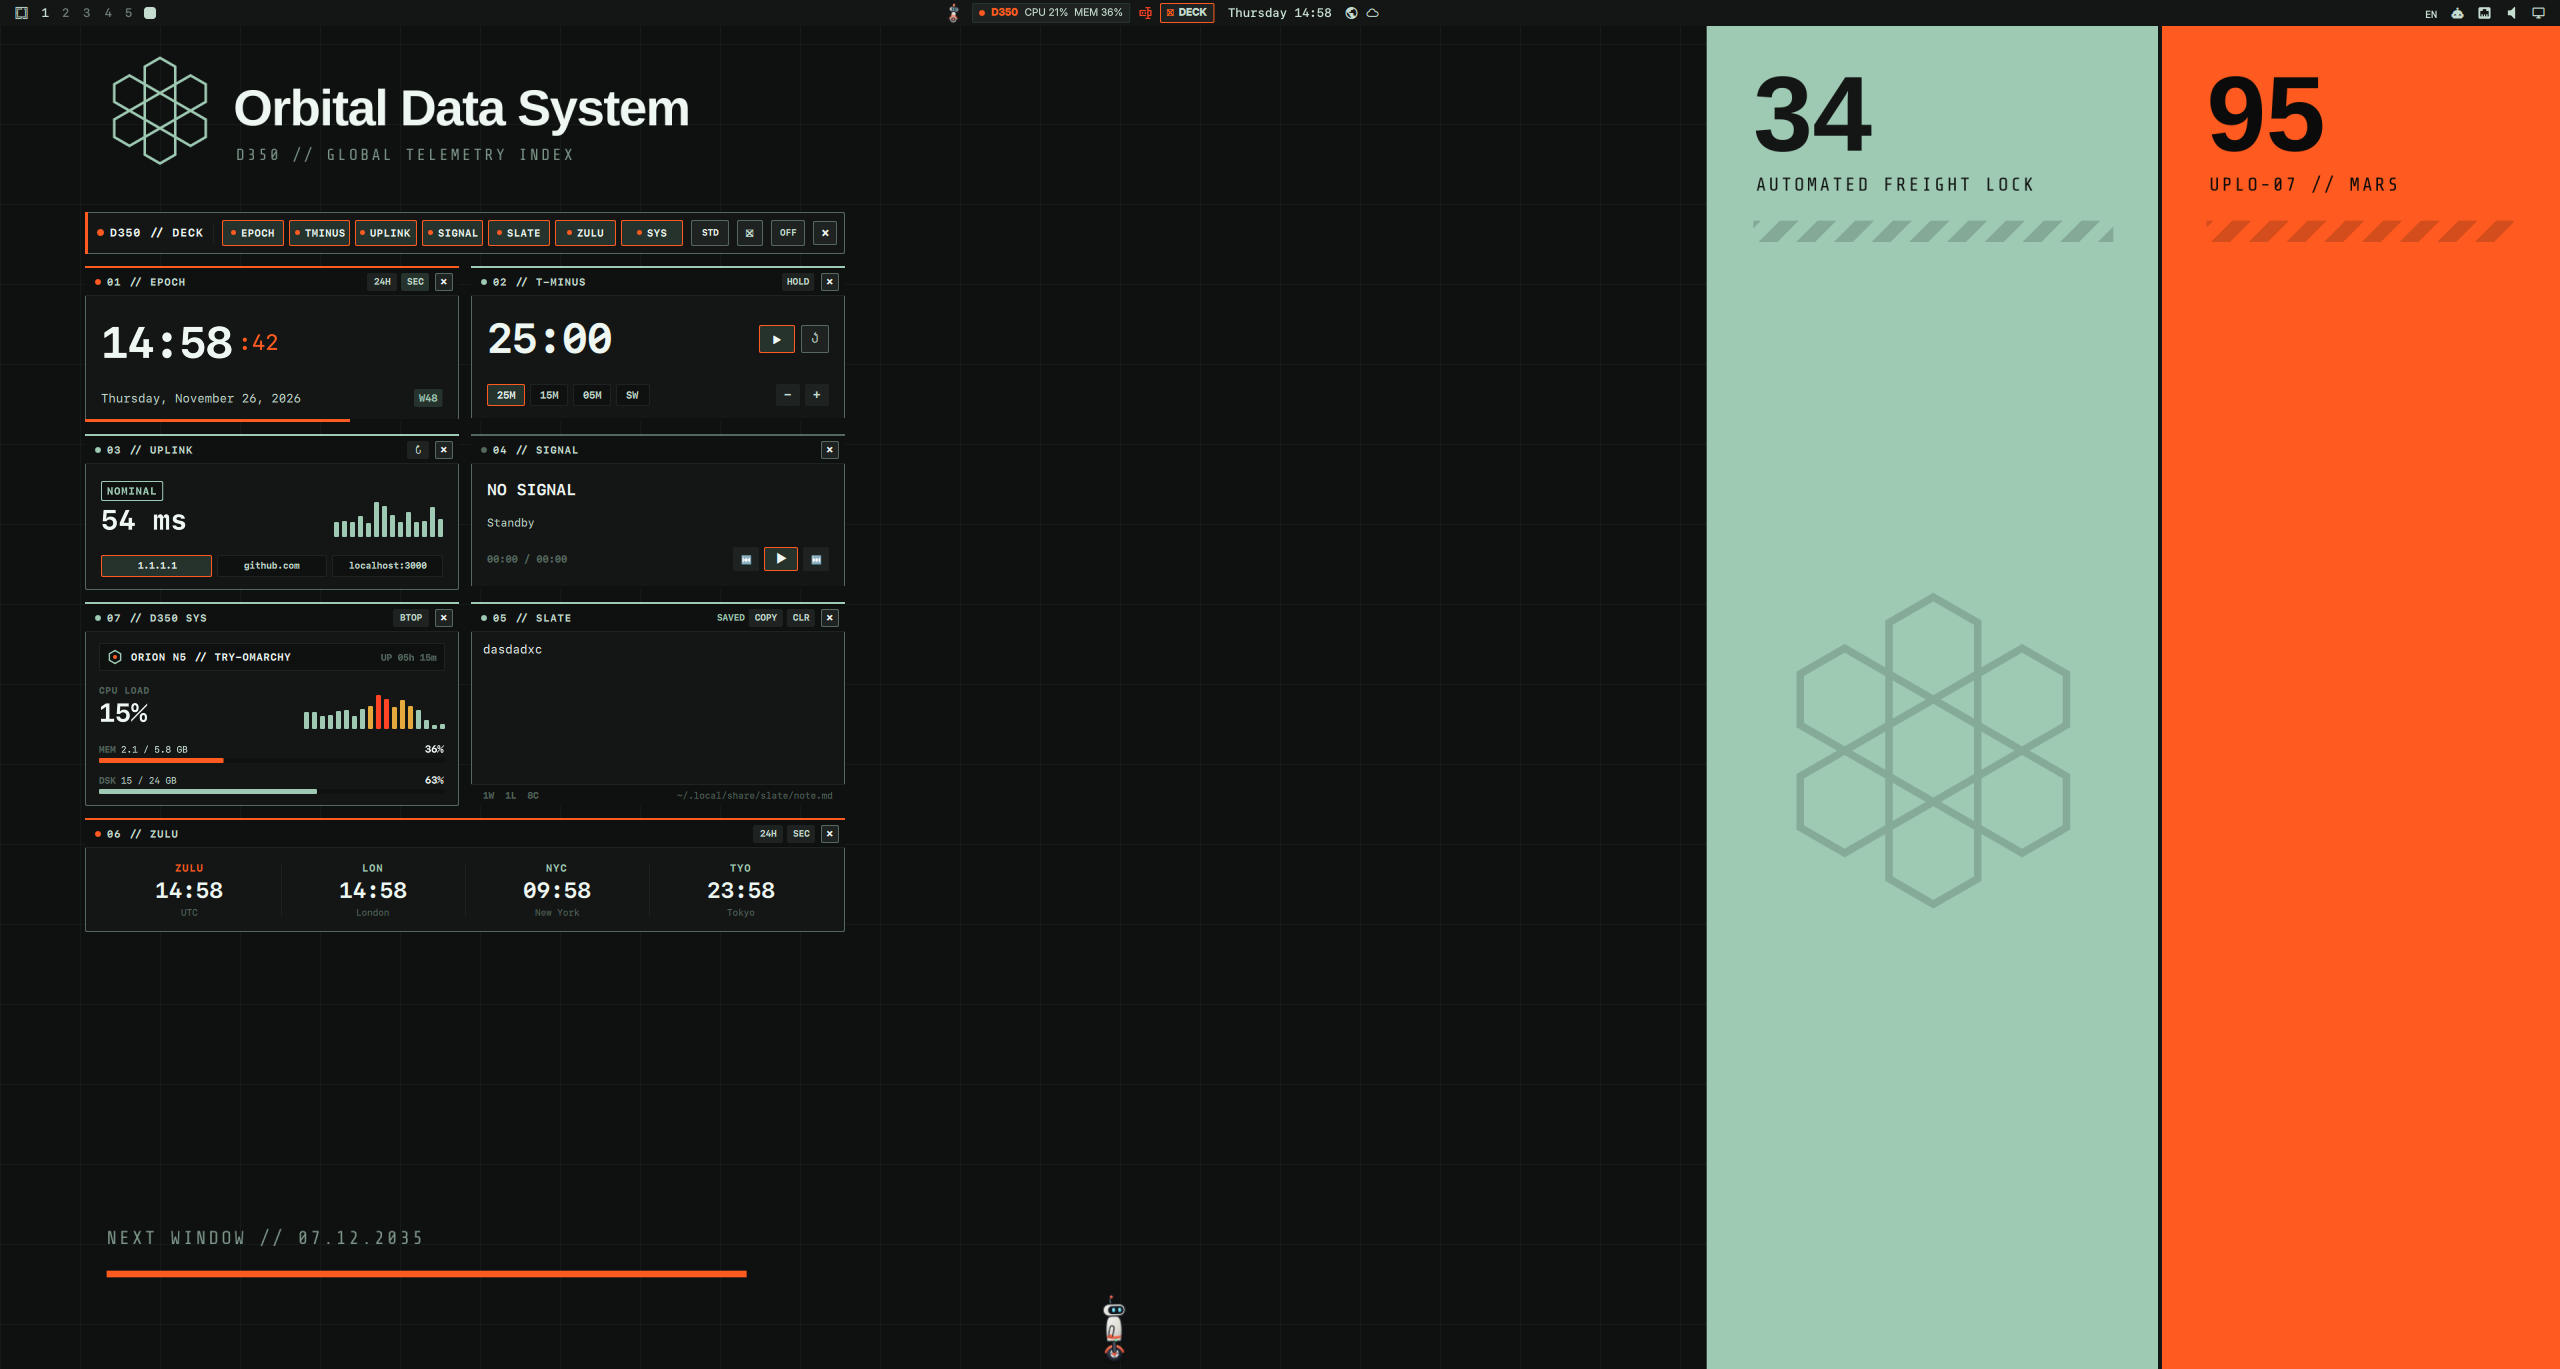 1 2 3 4 5
D350 CPU 21% MEM 36% DECK Thursday 14:58
EN
Orbital Data System
D350 // GLOBAL TELEMETRY INDEX
D350 // DECK EPOCH TMINUS UPLINK SIGNAL SLATE ZULU SYS STD OFF
01 // EPOCH 24H SEC
14:58 :42
Thursday, November 26, 2026 W48
02 // T-MINUS HOLD
25:00
25M 15M 05M SW - +
03 // UPLINK
NOMINAL
54 ms
1.1.1.1 github.com localhost:3000
04 // SIGNAL
NO SIGNAL
Standby
00:00 / 00:00
07 // D350 SYS BTOP
ORION N5 // TRY-OMARCHY UP 05h 15m
CPU LOAD
15%
MEM 2.1 / 5.8 GB 36%
DSK 15 / 24 GB 63%
05 // SLATE SAVED COPY CLR
dasdadxc
1W 1L 8C ~/.local/share/slate/note.md
06 // ZULU 24H SEC
ZULU LON NYC TYO
14:58 14:58 09:58 23:58
UTC London New York Tokyo
NEXT WINDOW // 07.12.2035
34
AUTOMATED FREIGHT LOCK
95
UPLO-07 // MARS